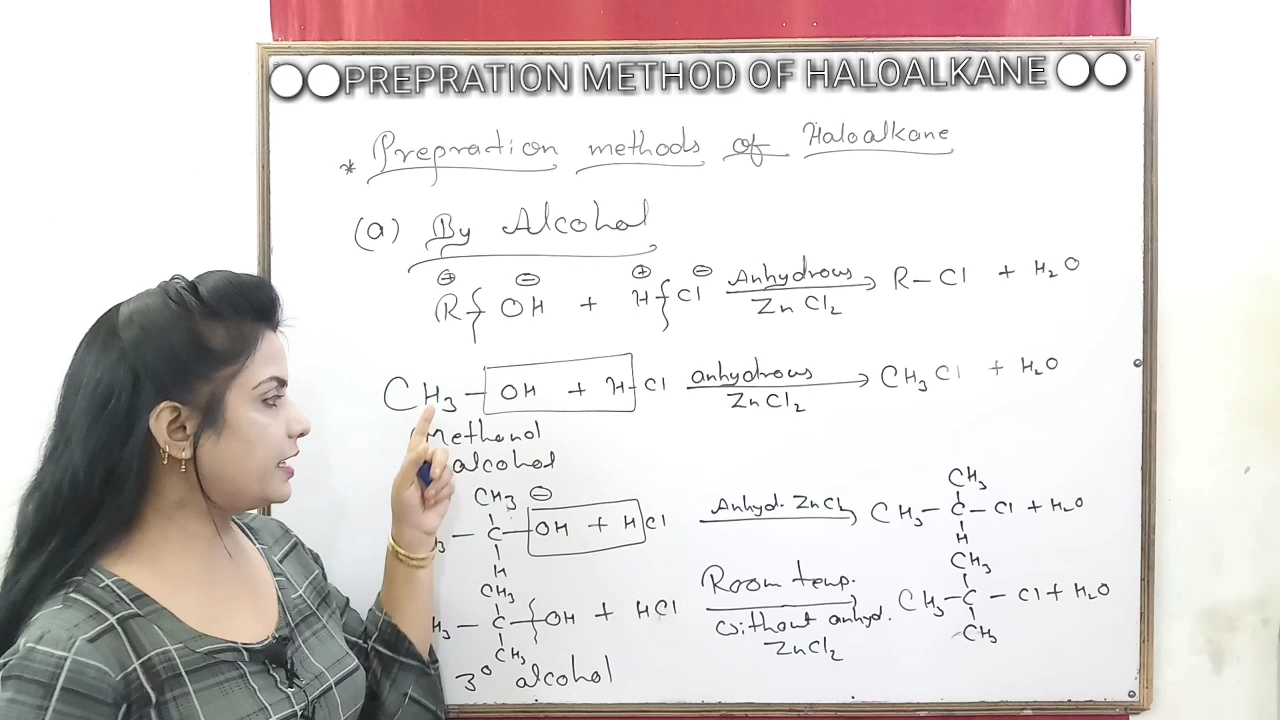 PREPRATION METHOD OF HALOALKANE
* Prepration methods of Haloalkane
(a) By Alcohol
⊕ ⊖ ⊕ ⊖
R OH + H Cl Anhydrous ZnCl₂ → R–Cl + H₂O
CH₃–OH + H–Cl anhydrous ZnCl₂ → CH₃Cl + H₂O
Methanol
alcohol
CH₃ ⊖ CH₃
— C — OH + HCl Anhyd. ZnCl₂ → CH₃ — C — Cl + H₂O
H H
CH₃ CH₃
— C — OH + HCl Room temp. without anhyd. ZnCl₂ → CH₃ — C — Cl + H₂O
CH₃ CH₃
3° alcohol